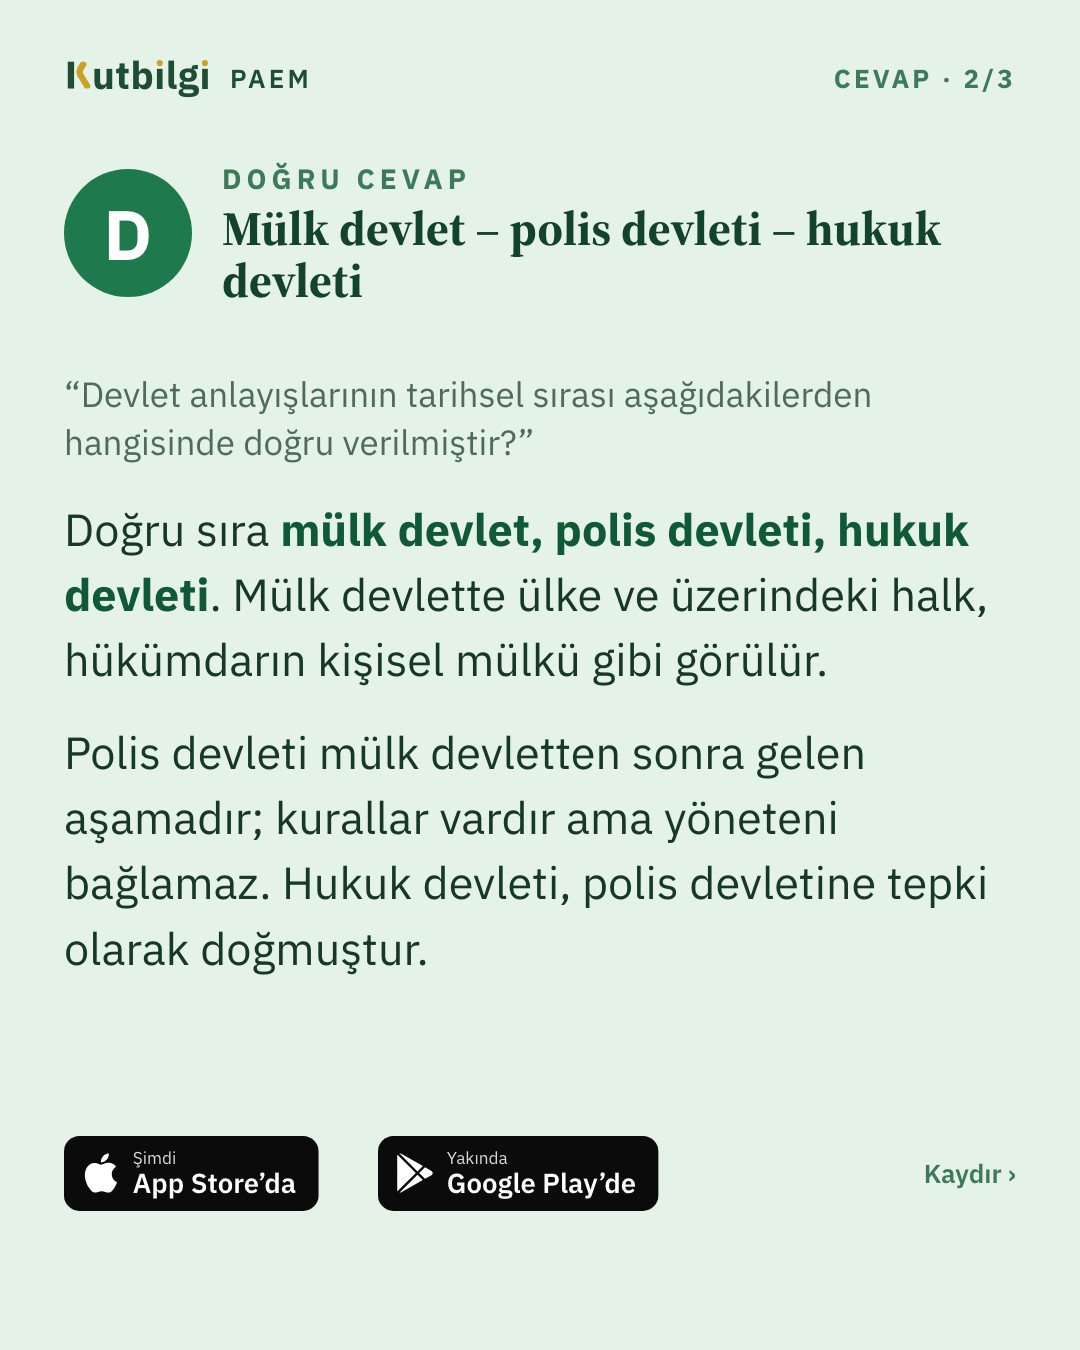 Kutbilgi PAEM
CEVAP · 2/3
D
DOĞRU CEVAP
Mülk devlet – polis devleti – hukuk
devleti
“Devlet anlayışlarının tarihsel sırası aşağıdakilerden
hangisinde doğru verilmiştir?”
Doğru sıra mülk devlet, polis devleti, hukuk
devleti. Mülk devlette ülke ve üzerindeki halk,
hükümdarın kişisel mülkü gibi görülür.
Polis devleti mülk devletten sonra gelen
aşamadır; kurallar vardır ama yöneteni
bağlamaz. Hukuk devleti, polis devletine tepki
olarak doğmuştur.
Şimdi
App Store’da
Yakında
Google Play’de
Kaydır ›